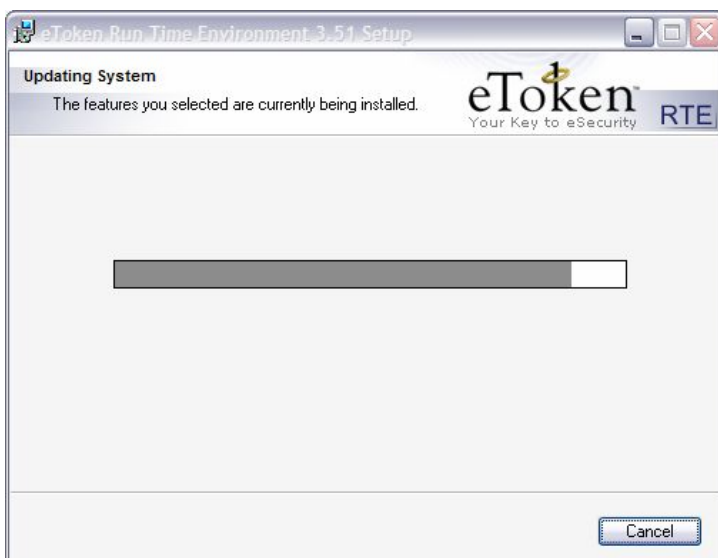 eToken Run Time Environment 3.51 Setup
Updating System
The features you selected are currently being installed.
eToken™
Your Key to eSecurity
RTE
Cancel